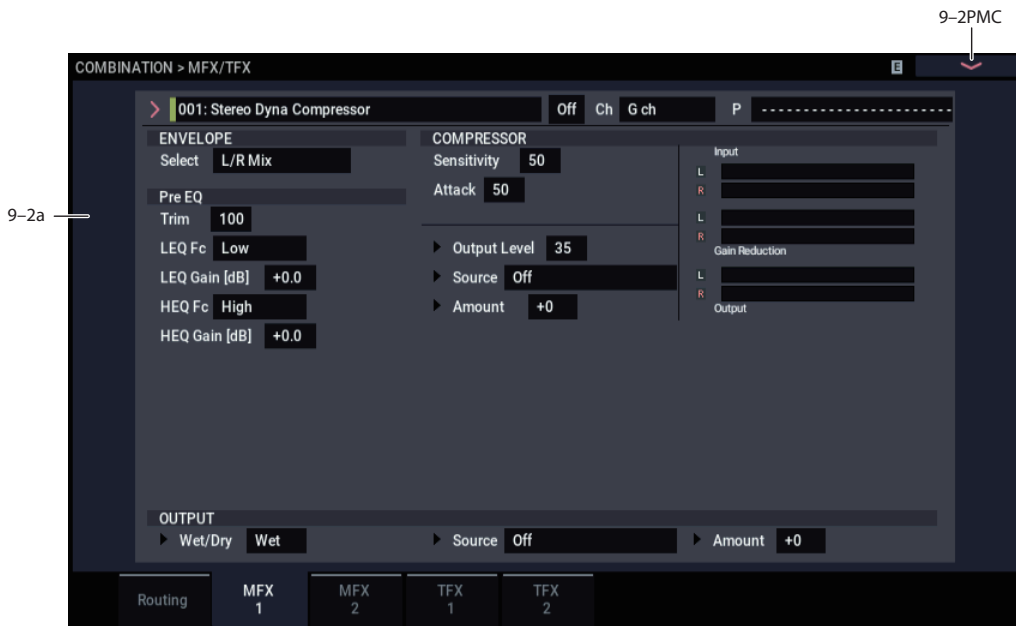 9–2PMC
COMBINATION > MFX/TFX
E
001: Stereo Dyna Compressor
Off
Ch
G ch
P
-----------------------
ENVELOPE
Select
L/R Mix
Pre EQ
Trim
100
LEQ Fc
Low
LEQ Gain [dB]
+0.0
HEQ Fc
High
HEQ Gain [dB]
+0.0
COMPRESSOR
Sensitivity
50
Attack
50
Output Level
35
Source
Off
Amount
+0
Input
L
R
L
R
Gain Reduction
L
R
Output
9–2a
OUTPUT
Wet/Dry
Wet
Source
Off
Amount
+0
Routing
MFX
1
MFX
2
TFX
1
TFX
2